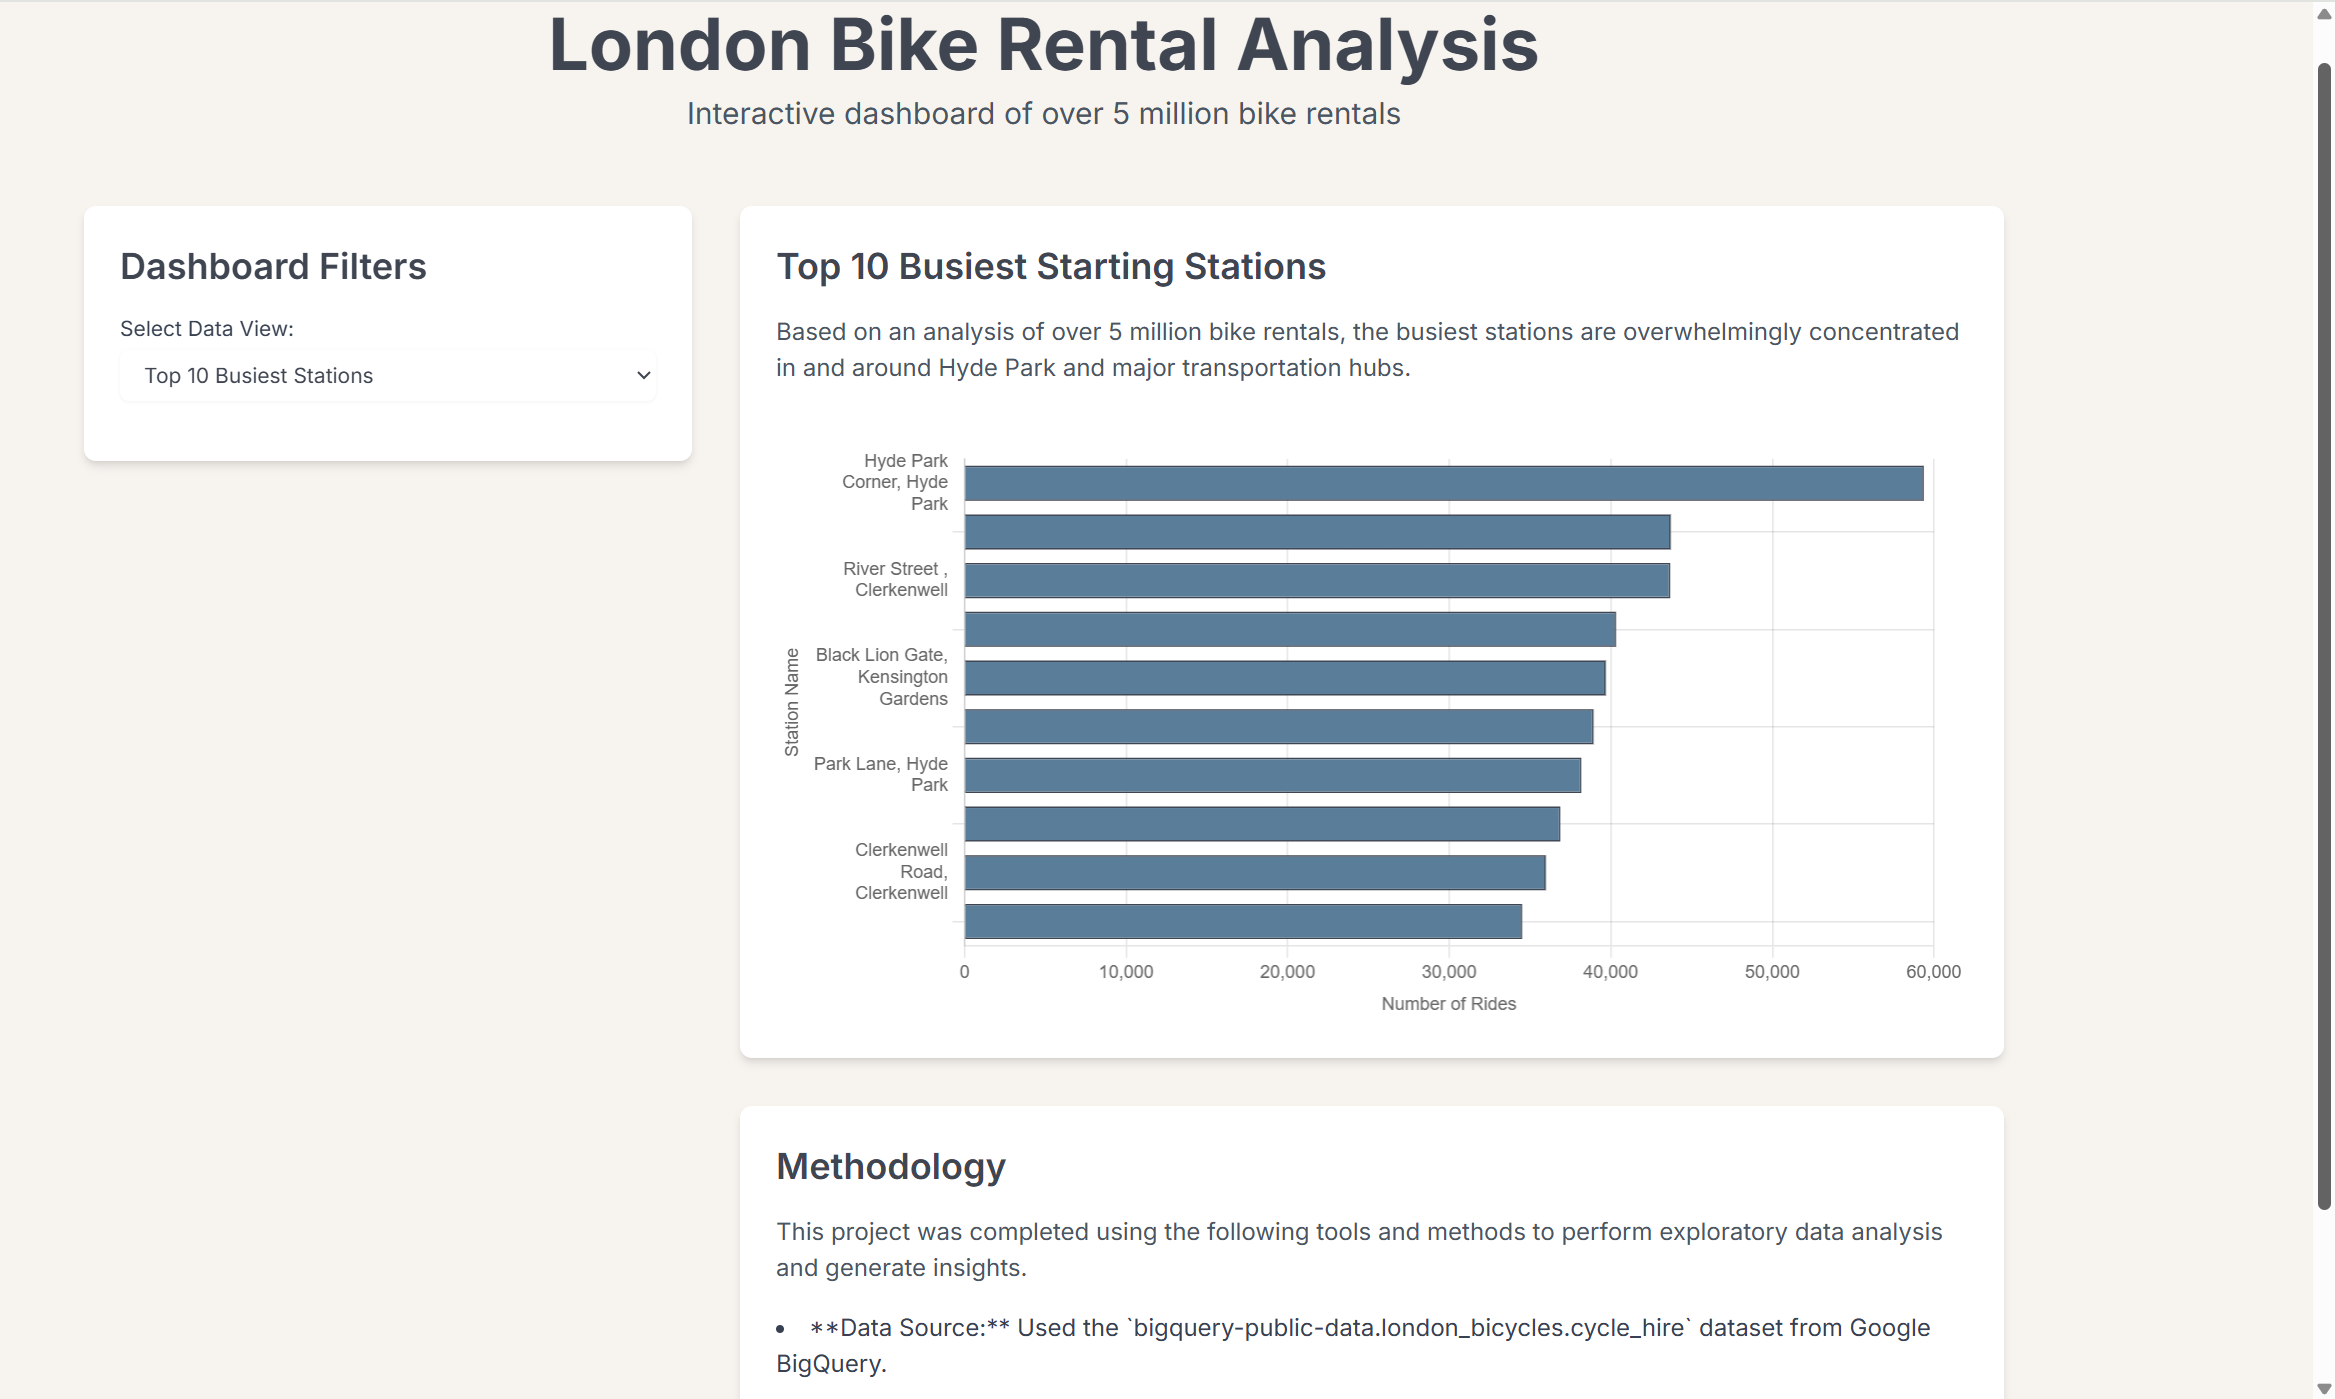 London Bike Rental Analysis
Interactive dashboard of over 5 million bike rentals
Dashboard Filters
Select Data View:
Top 10 Busiest Stations
Top 10 Busiest Starting Stations
Based on an analysis of over 5 million bike rentals, the busiest stations are overwhelmingly concentrated
in and around Hyde Park and major transportation hubs.
Station Name
Hyde Park
Corner, Hyde
Park
River Street ,
Clerkenwell
Black Lion Gate,
Kensington
Gardens
Park Lane, Hyde
Park
Clerkenwell
Road,
Clerkenwell
0 10,000 20,000 30,000 40,000 50,000 60,000
Number of Rides
Methodology
This project was completed using the following tools and methods to perform exploratory data analysis
and generate insights.
• **Data Source:** Used the `bigquery-public-data.london_bicycles.cycle_hire` dataset from Google
BigQuery.